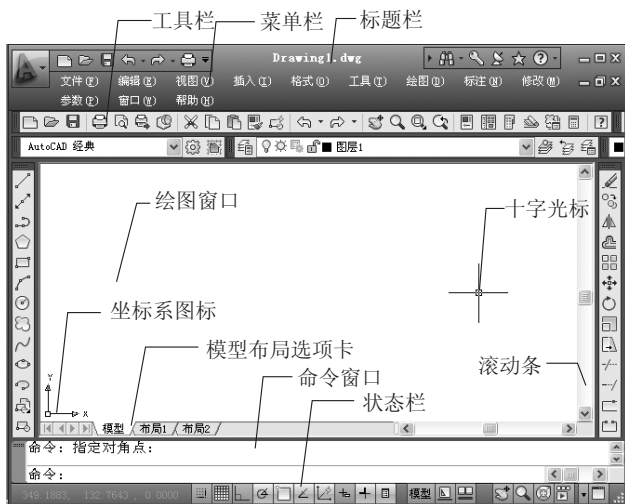 工具栏 菜单栏 标题栏
Drawing1.dwg
文件(F) 编辑(E) 视图(V) 插入(I) 格式(O) 工具(T) 绘图(D) 标注(N) 修改(M)
参数(P) 窗口(W) 帮助(H)
AutoCAD 经典 图层1
绘图窗口
十字光标
坐标系图标
模型布局选项卡
滚动条
命令窗口
状态栏
Y
X
模型 布局1 布局2
命令: 指定对角点:
命令:
349.1883, 132.7643, 0.0000 模型